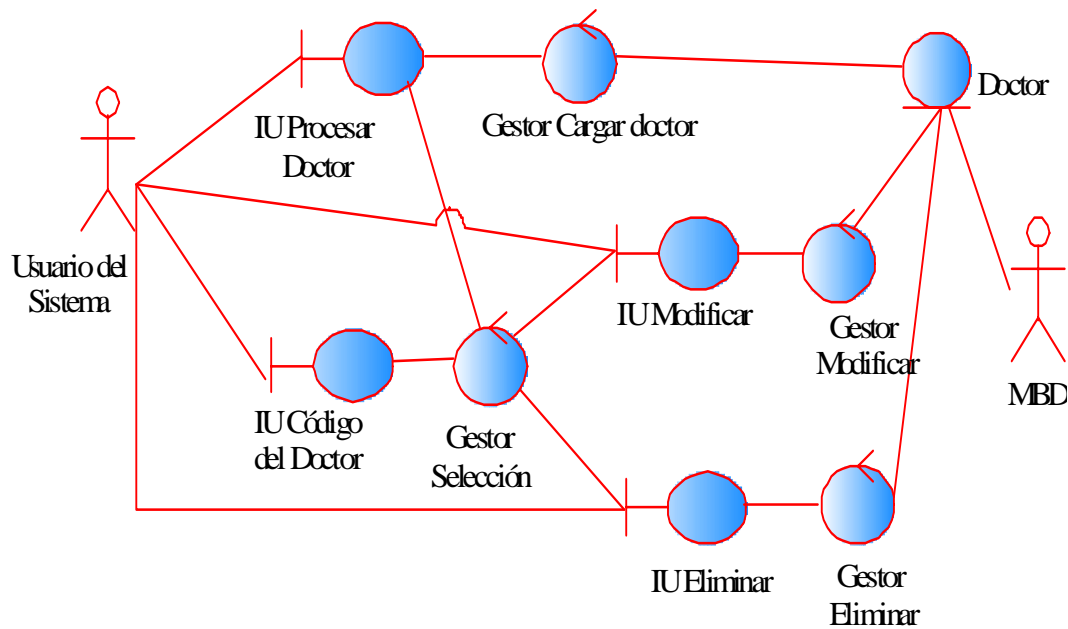 IU Procesar
Doctor
Gestor Cargar doctor
Doctor
Usuario del
Sistema
IU Modificar
Gestor
Modificar
MBD
IU Código
del Doctor
Gestor
Selección
IU Eliminar
Gestor
Eliminar